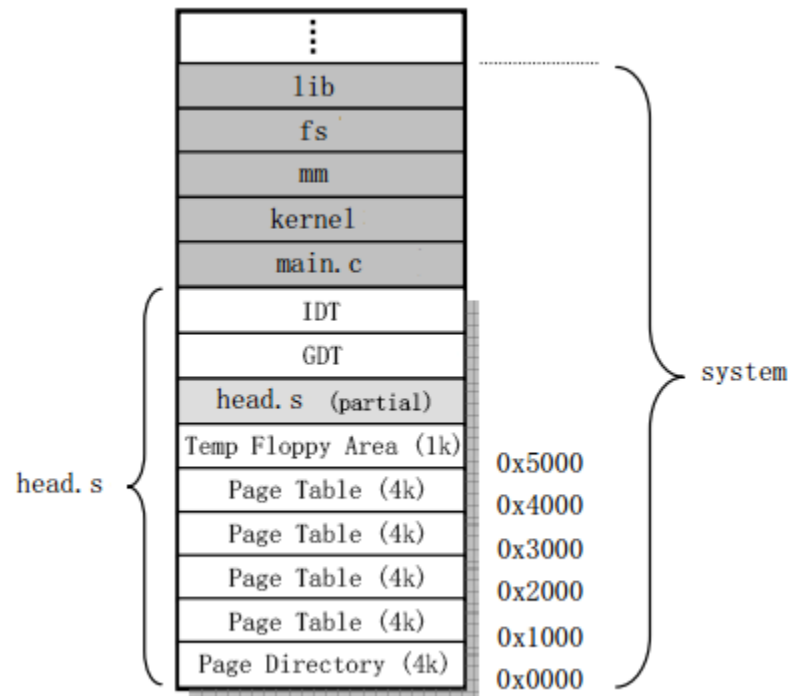 ⋮
lib
fs
mm
kernel
main.c
IDT
GDT
head.s (partial)
Temp Floppy Area (1k)
Page Table (4k)
Page Table (4k)
Page Table (4k)
Page Table (4k)
Page Directory (4k)
head.s
0x5000
0x4000
0x3000
0x2000
0x1000
0x0000
system